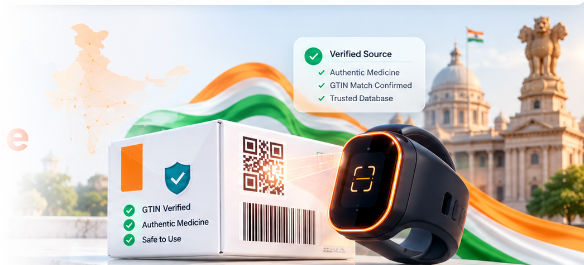 e
Verified Source
Authentic Medicine
GTIN Match Confirmed
Trusted Database
GTIN Verified
Authentic Medicine
Safe to Use